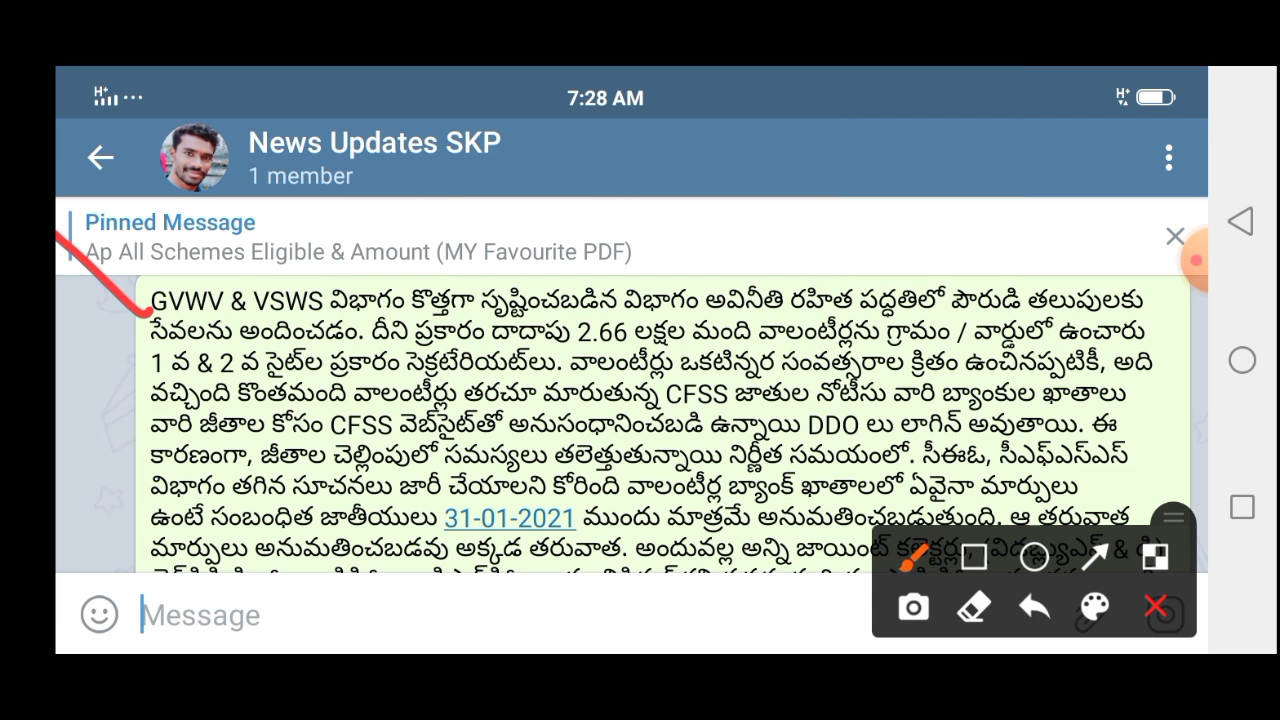 H+
7:28 AM
H+
News Updates SKP
1 member
Pinned Message
Ap All Schemes Eligible & Amount (MY Favourite PDF)
GVWV & VSWS విభాగం కొత్తగా సృష్టించబడిన విభాగం అవినీతి రహిత పద్ధతిలో పౌరుడి తలుపులకు
సేవలను అందించడం. దీని ప్రకారం దాదాపు 2.66 లక్షల మంది వాలంటీర్లను గ్రామం / వార్డులో ఉంచారు
1 వ & 2 వ సైట్‌ల ప్రకారం సెక్రటేరియట్‌లు. వాలంటీర్లు ఒకటిన్నర సంవత్సరాల క్రితం ఉంచినప్పటికీ, అది
వచ్చింది కొంతమంది వాలంటీర్లు తరచూ మారుతున్న CFSS జాతుల నోటీసు వారి బ్యాంకుల ఖాతాలు
వారి జీతాల కోసం CFSS వెబ్‌సైట్‌తో అనుసంధానించబడి ఉన్నాయి DDO లు లాగిన్ అవుతాయి. ఈ
కారణంగా, జీతాల చెల్లింపులో సమస్యలు తలెత్తుతున్నాయి నిర్ణీత సమయంలో. సీఈఓ, సీఎఫ్ఎస్ఎస్
విభాగం తగిన సూచనలు జారీ చేయాలని కోరింది వాలంటీర్ల బ్యాంక్ ఖాతాలలో ఏవైనా మార్పులు
ఉంటే సంబంధిత జాతీయులు 31-01-2021 ముందు మాత్రమే అనుమతించబడుతుంది. ఆ తరువాత
మార్పులు అనుమతించబడవు అక్కడ తరువాత. అందువల్ల అన్ని జాయింట్ కలెక్టర్లు,
Message